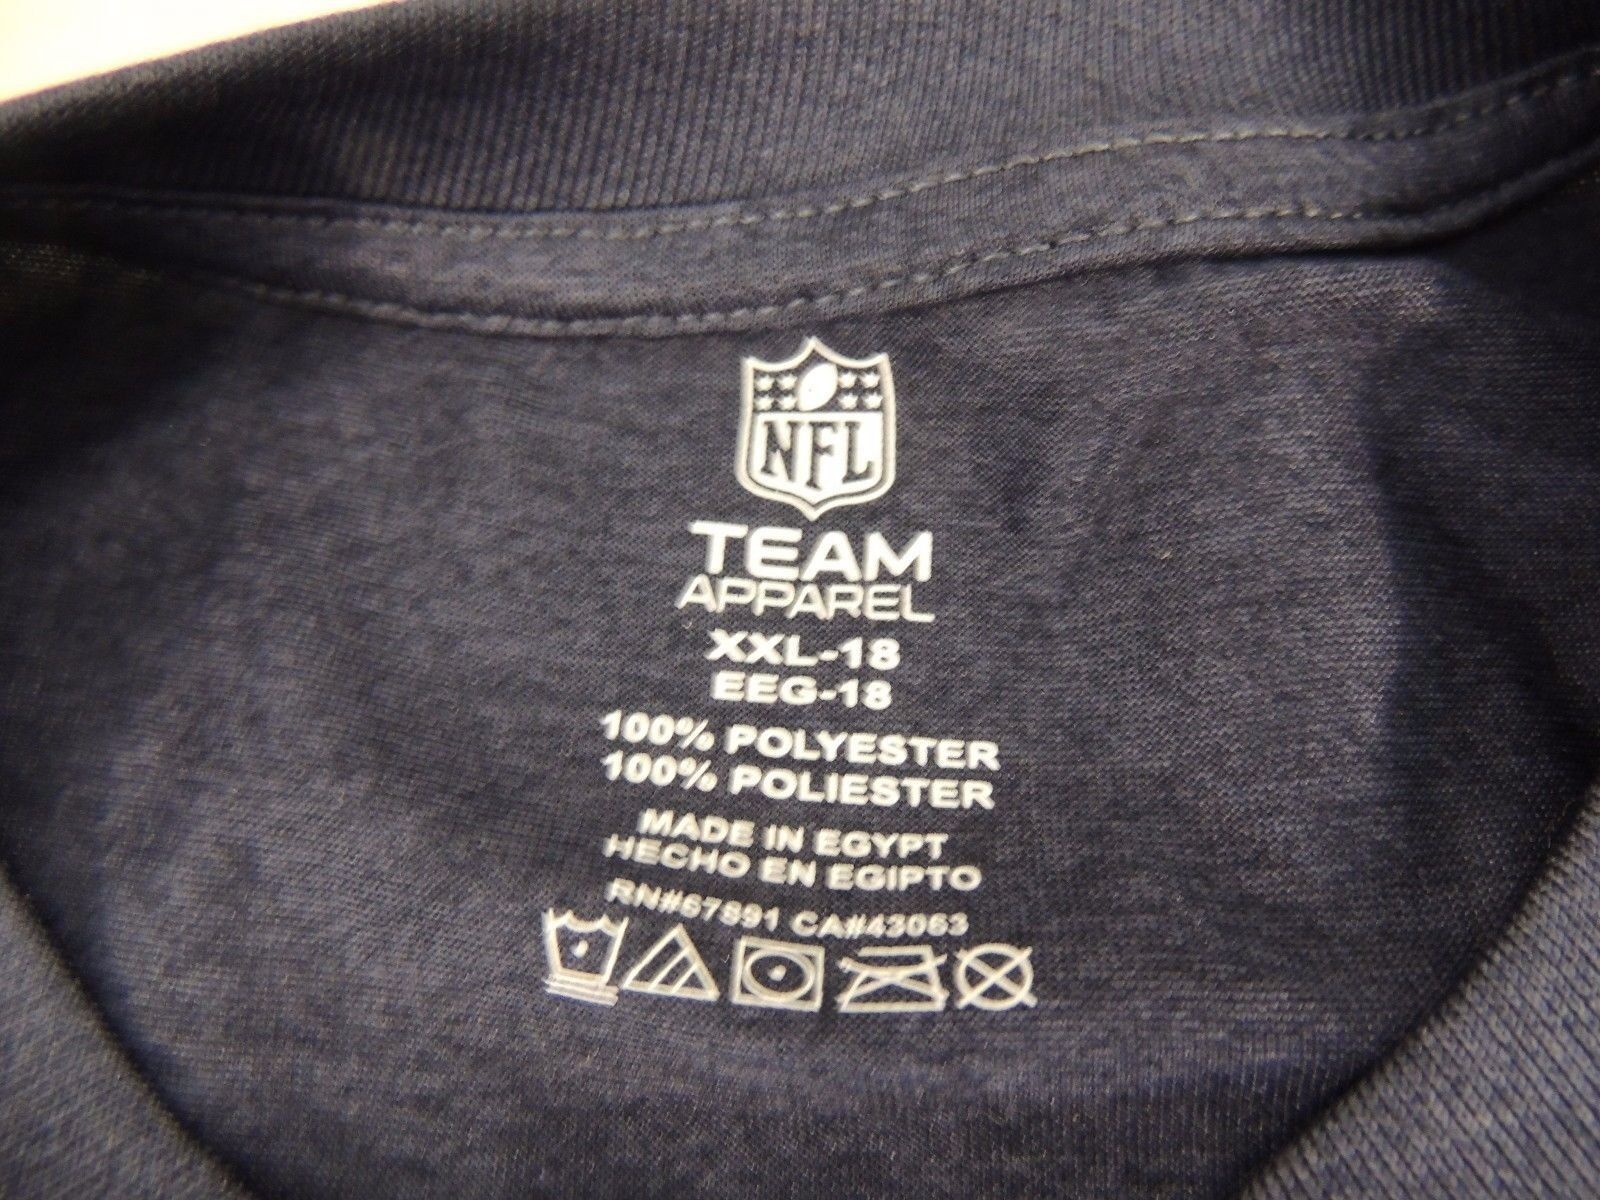 NFL
TEAM
APPAREL
XXL-18
EEG-18
100% POLYESTER
100% POLIESTER
MADE IN EGYPT
HECHO EN EGIPTO
RN#67891 CA#43063